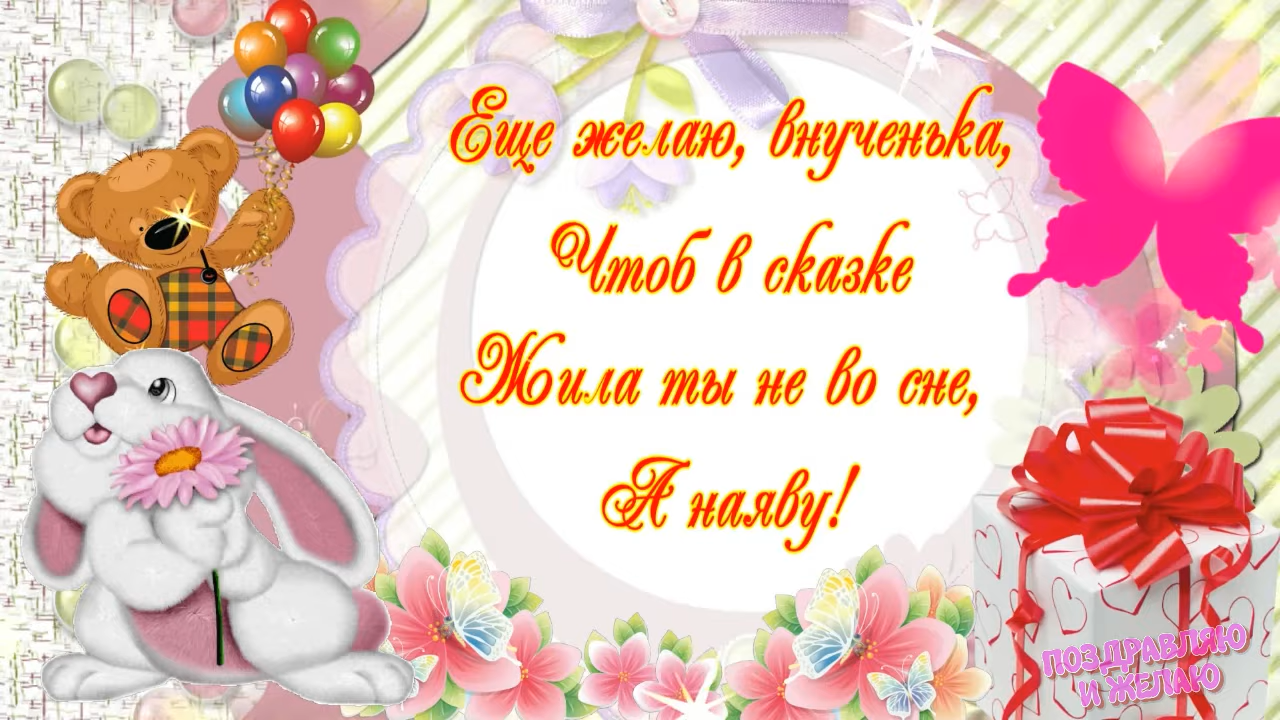 Еще желаю, внученька,
Чтоб в сказке
Жила ты не во сне,
А наяву!
ПОЗДРАВЛЯЮ
И ЖЕЛАЮ